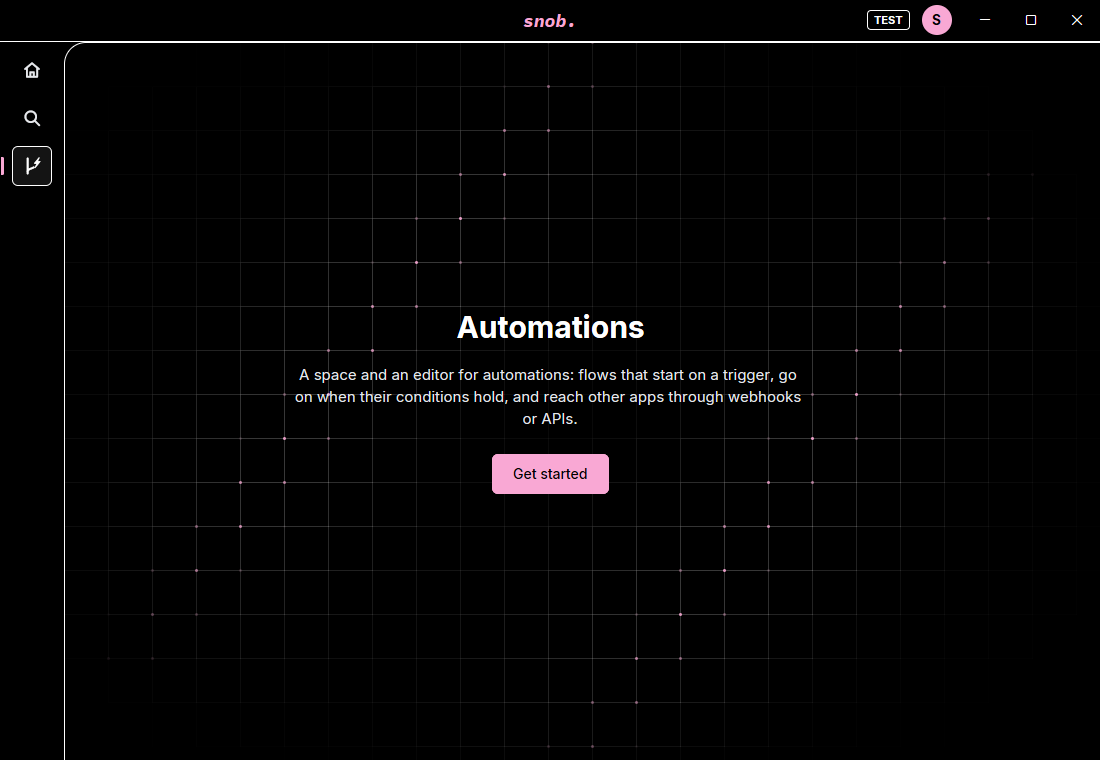 snob.
TEST
S
Automations
A space and an editor for automations: flows that start on a trigger, go
on when their conditions hold, and reach other apps through webhooks
or APIs.
Get started